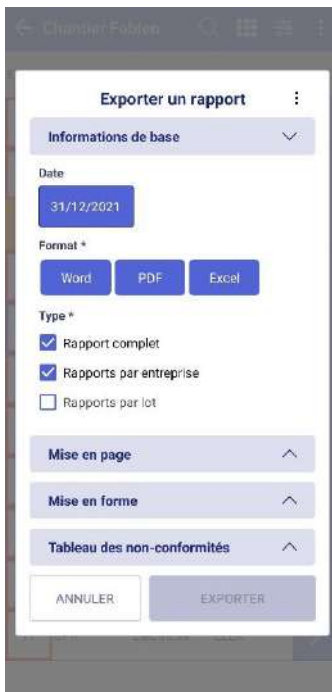 Chantier Fabien
Exporter un rapport
Informations de base
Date
31/12/2021
Format *
Word PDF Excel
Type *
Rapport complet
Rapports par entreprise
Rapports par lot
Mise en page
Mise en forme
Tableau des non-conformités
ANNULER EXPORTER